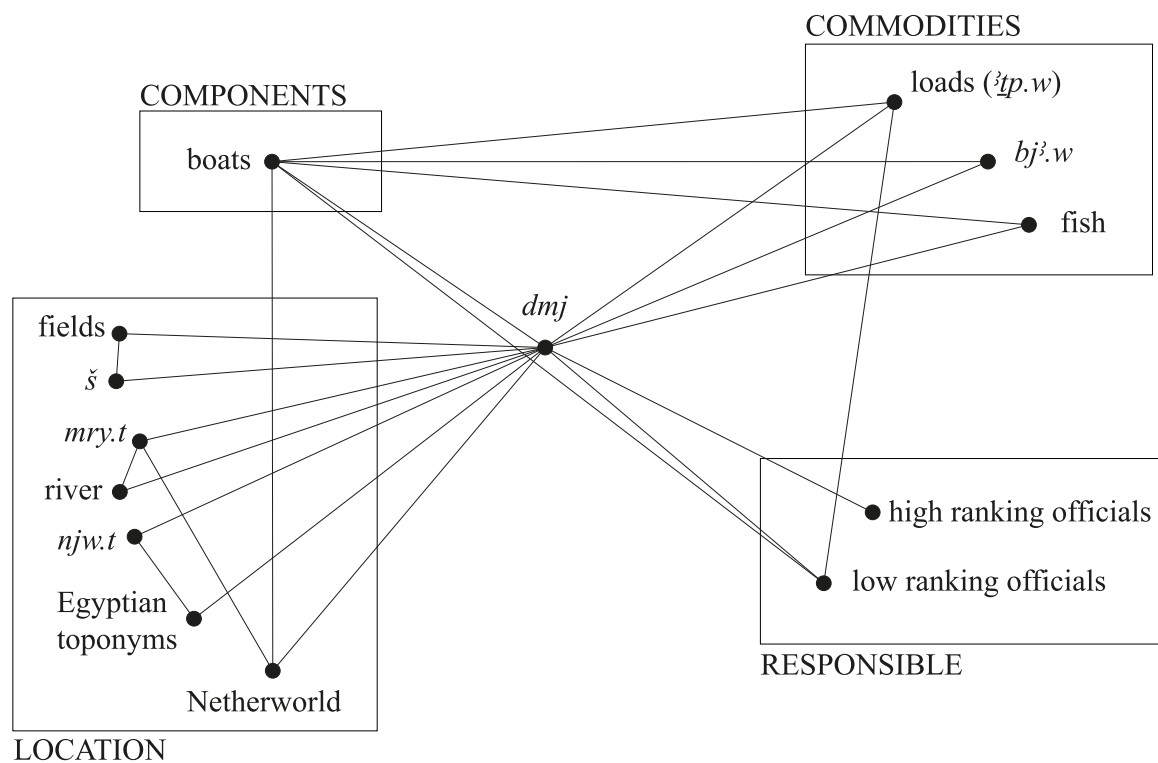 COMMODITIES
loads (ꜣṯp.w)
COMPONENTS
boats
bjꜣ.w
fish
dmj
fields
š
mry.t
river
njw.t
Egyptian
toponyms
Netherworld
LOCATION
high ranking officials
low ranking officials
RESPONSIBLE